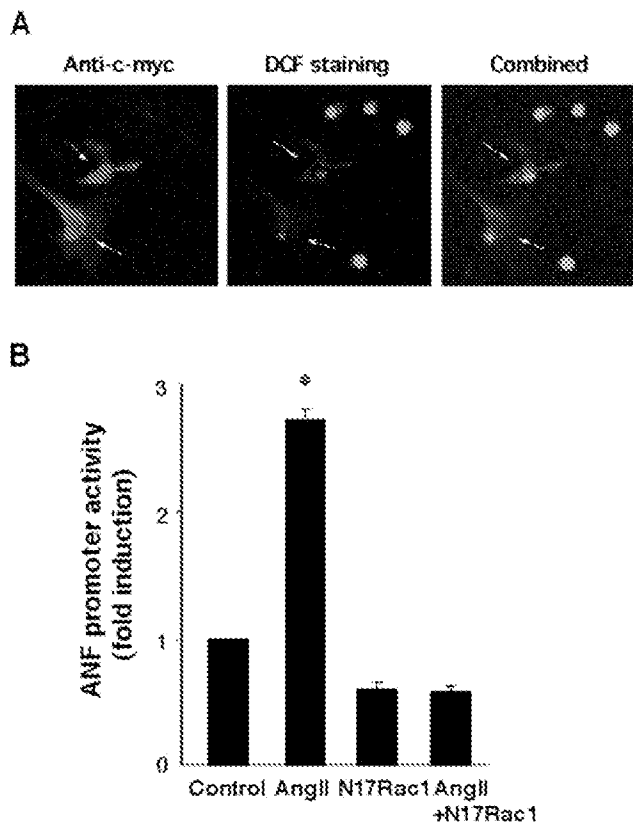 A
Anti-c-myc
DCF staining
Combined
B
ANF promoter activity
(fold induction)
3
2
1
0
*
Control
AngII
N17Rac1
AngII
+N17Rac1